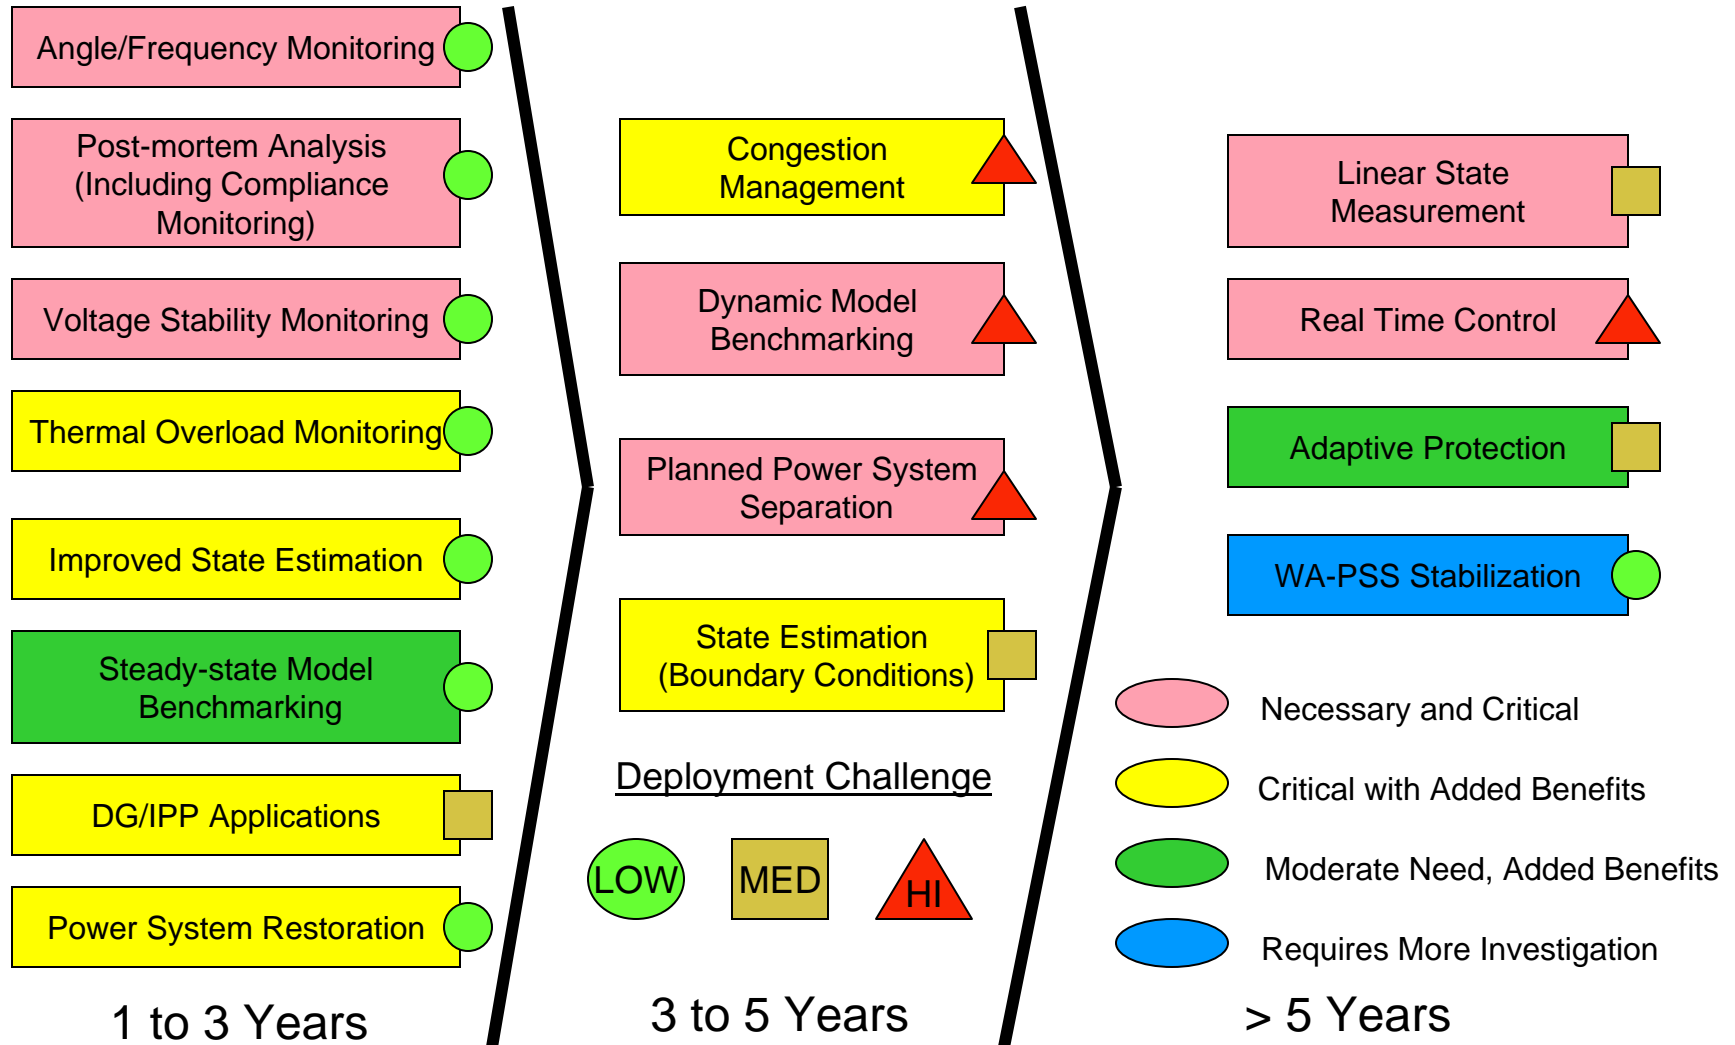 Angle/Frequency Monitoring
Post-mortem Analysis
(Including Compliance
Monitoring)
Voltage Stability Monitoring
Thermal Overload Monitoring
Improved State Estimation
Steady-state Model
Benchmarking
DG/IPP Applications
Power System Restoration
1 to 3 Years
Congestion
Management
Dynamic Model
Benchmarking
Planned Power System
Separation
State Estimation
(Boundary Conditions)
Deployment Challenge
LOW
MED
HI
3 to 5 Years
Linear State
Measurement
Real Time Control
Adaptive Protection
WA-PSS Stabilization
Necessary and Critical
Critical with Added Benefits
Moderate Need, Added Benefits
Requires More Investigation
> 5 Years